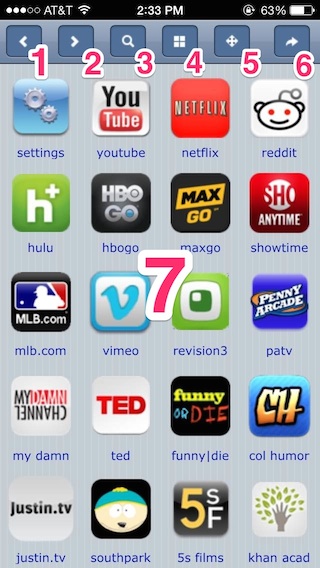 AT&T 2:33 PM 63%
1 2 3 4 5 6
You Tube NETFLIX
settings youtube netflix reddit
h+ HBO GO MAX GO SHO ANYTIME
hulu hbogo maxgo showtime
7
MLB.com PENNY ARCADE
mlb.com vimeo revision3 patv
MY DAMN CHANNEL TED funny OR DIE CH
my damn ted funny|die col humor
Justin.tv 5SF
justin.tv southpark 5s films khan acad